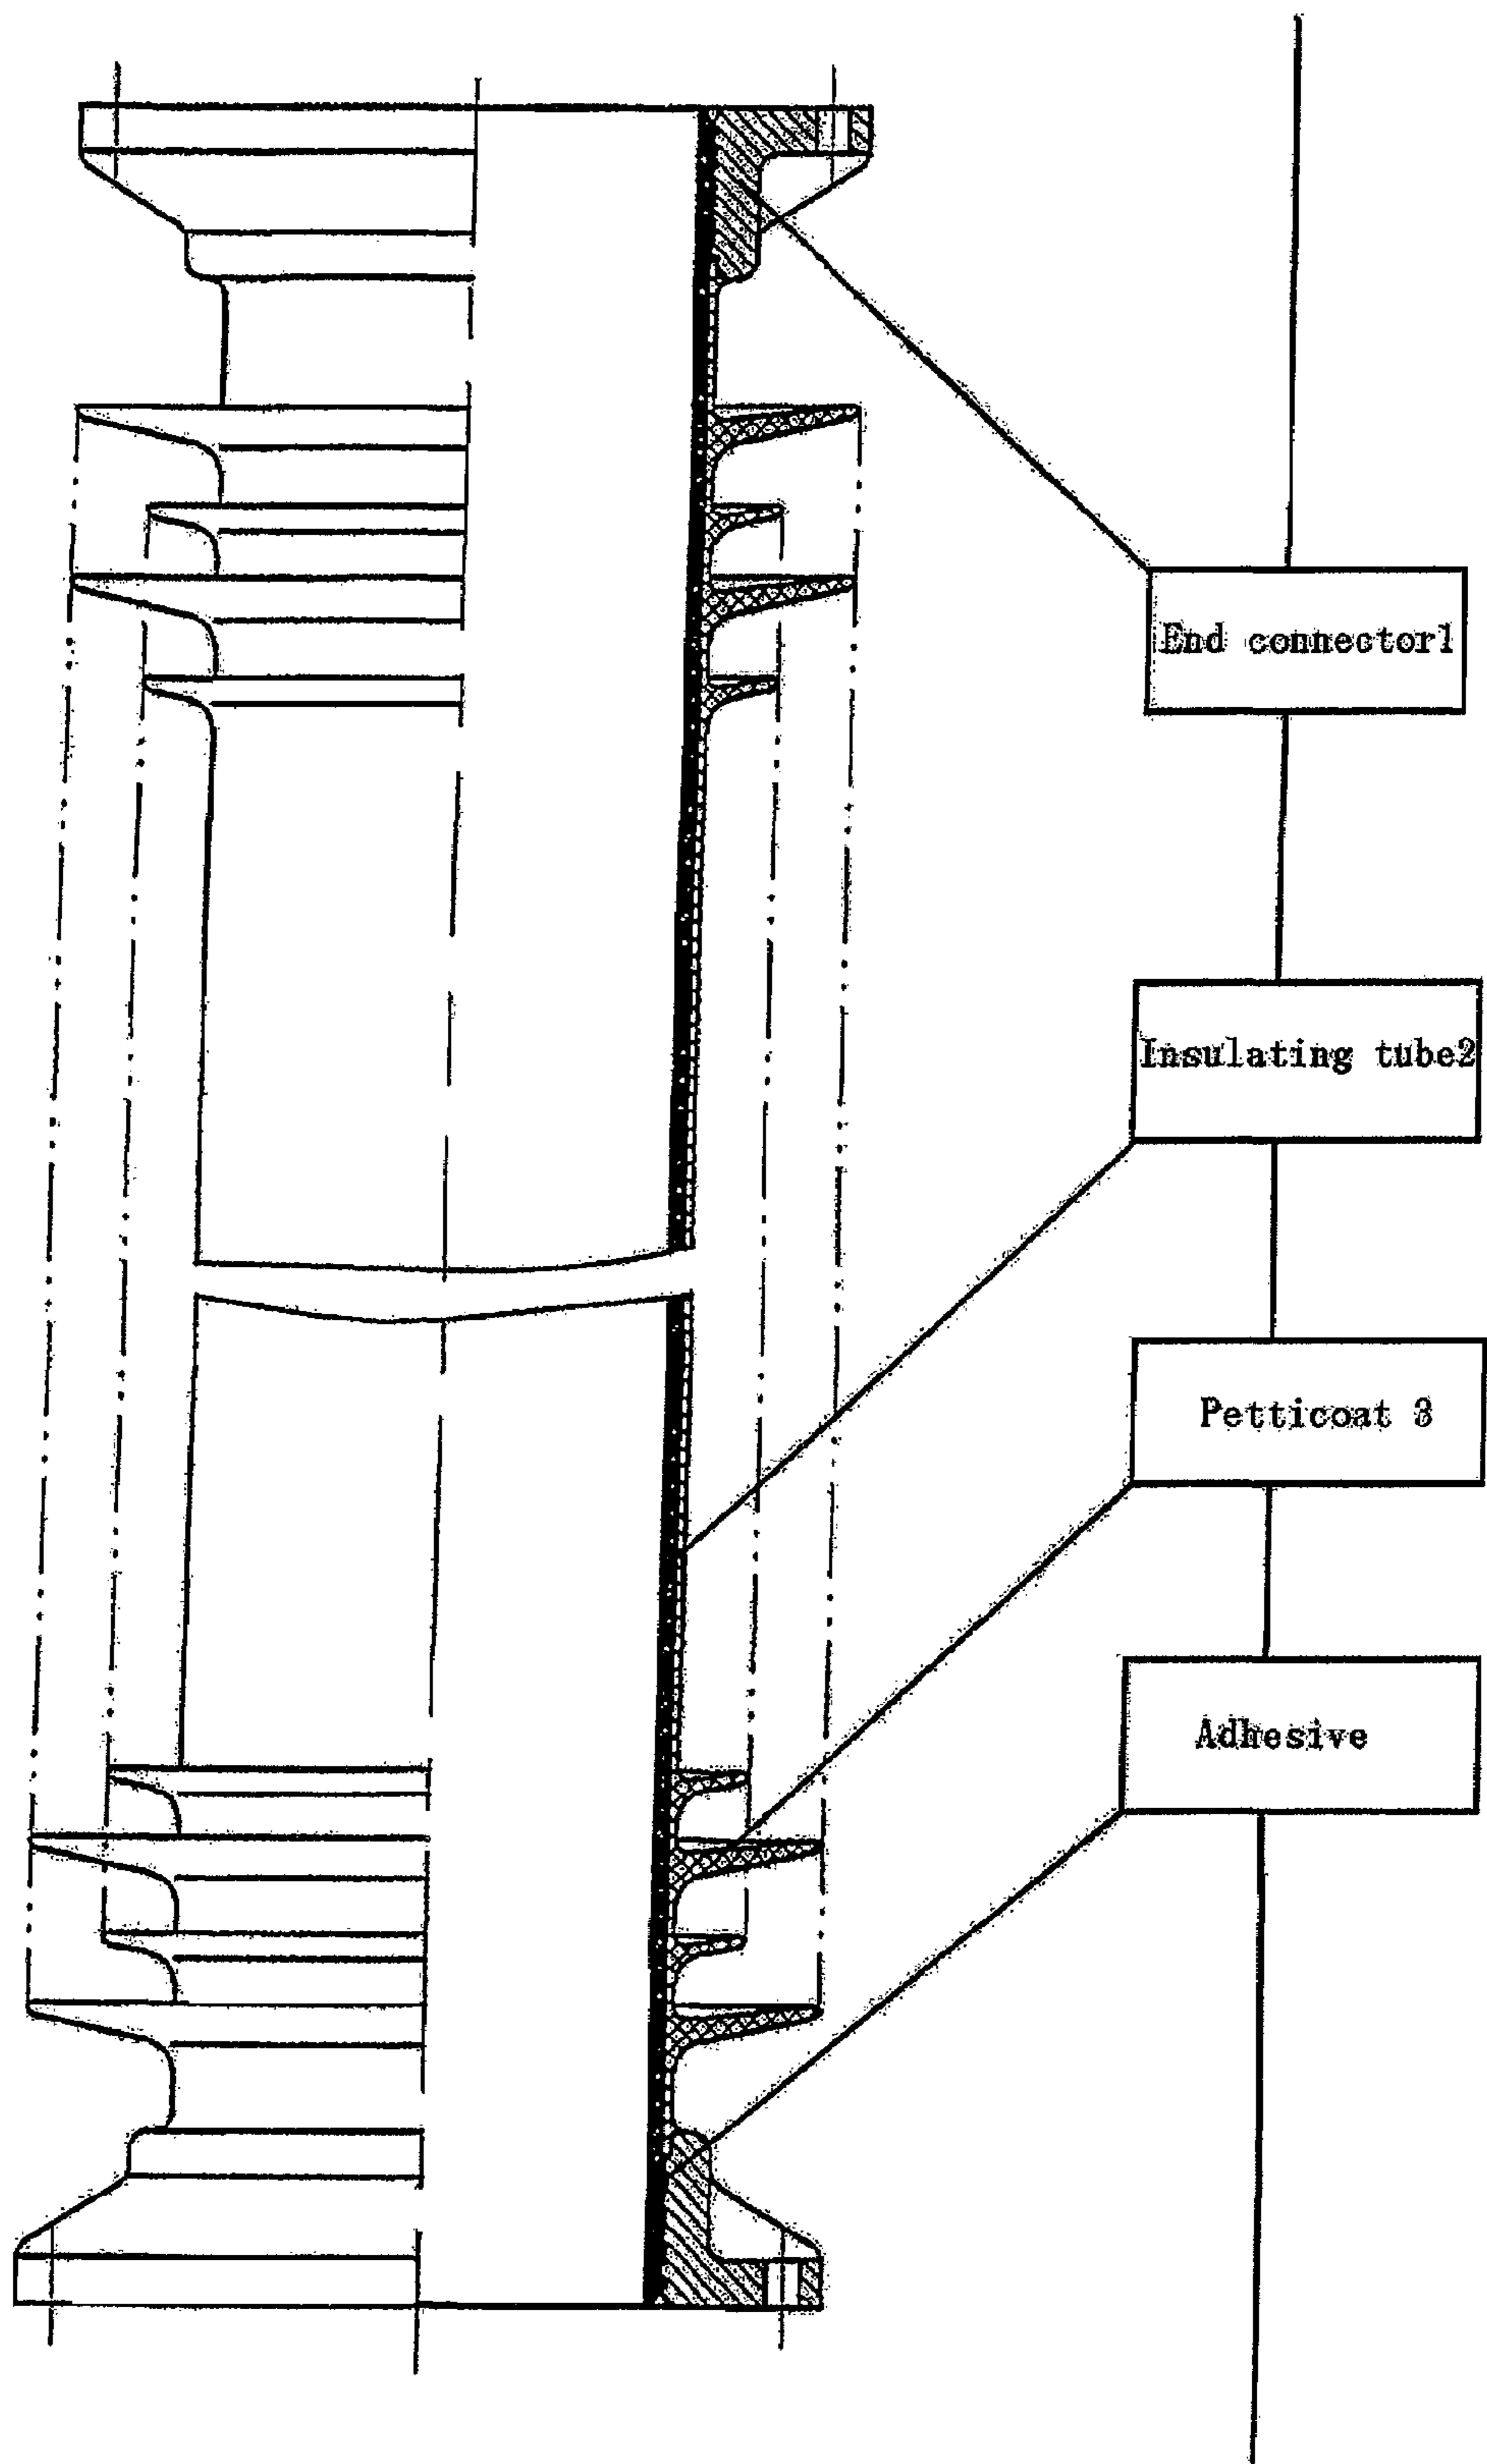 End connector1
Insulating tube2
Petticoat 3
Adhesive